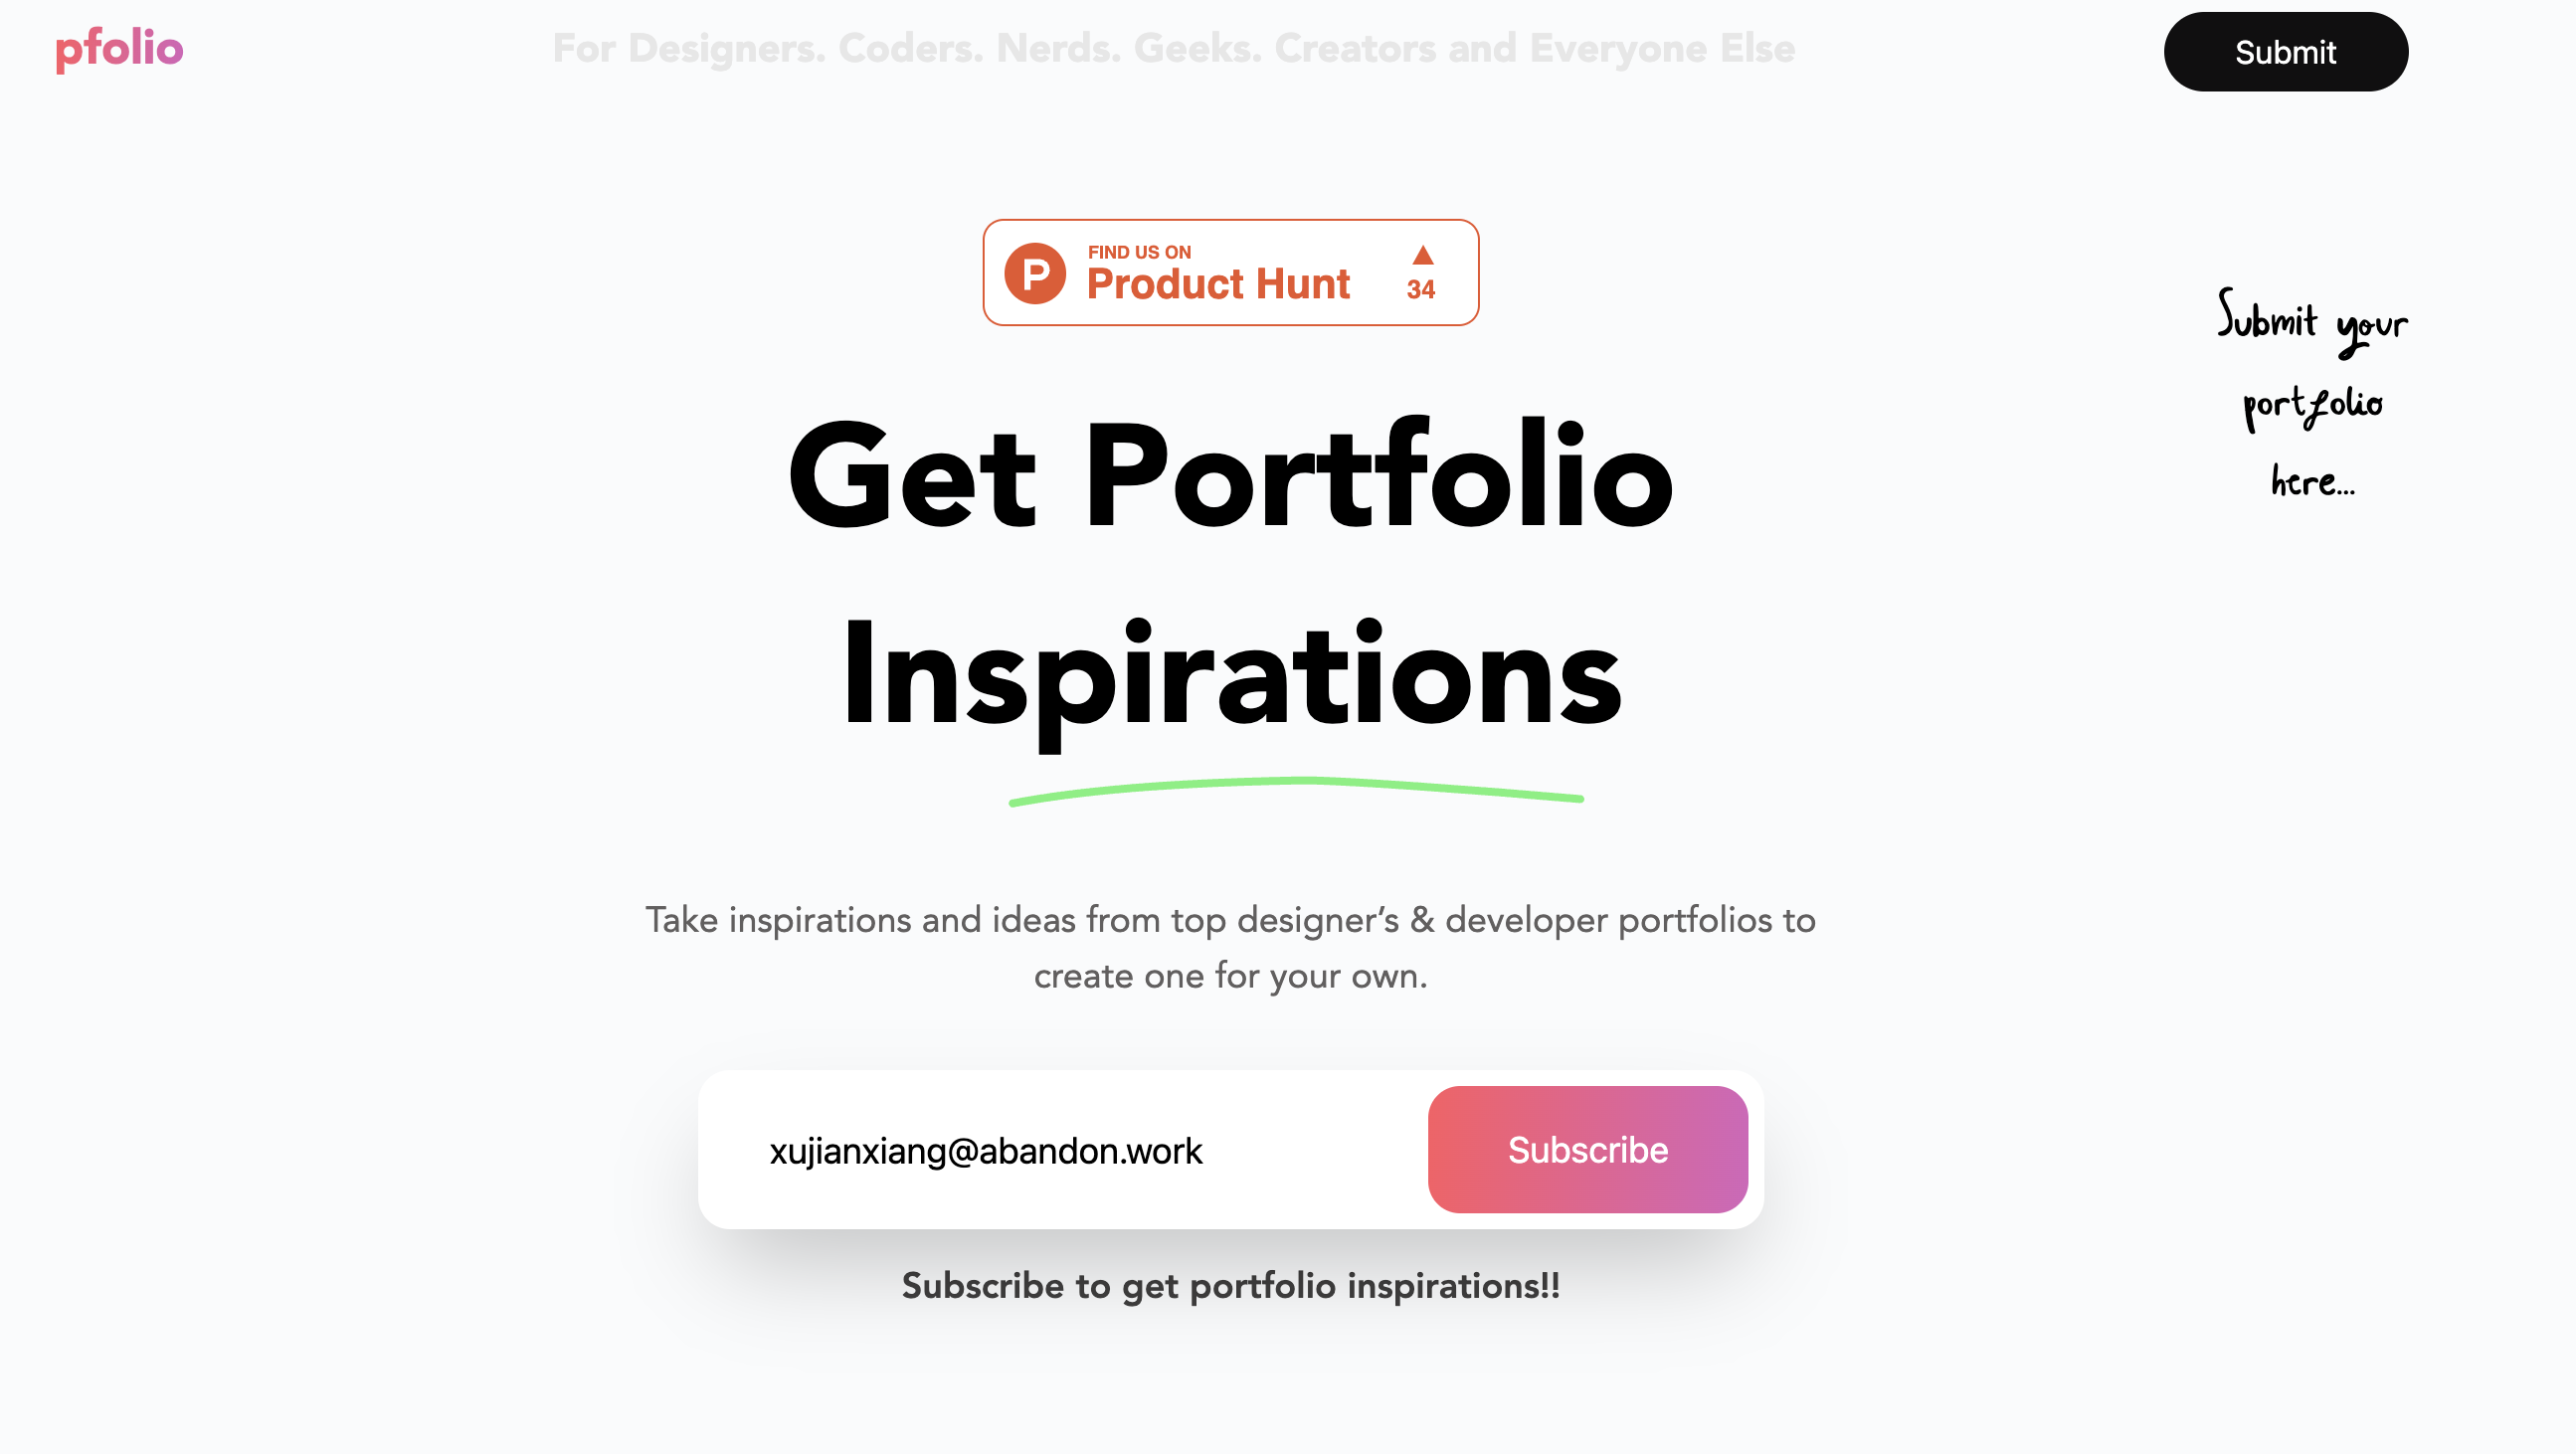 pfolio
For Designers. Coders. Nerds. Geeks. Creators and Everyone Else
Submit
P
FIND US ON
Product Hunt
▲
34
Submit your
portfolio
here...
Get Portfolio
Inspirations
Take inspirations and ideas from top designer’s & developer portfolios to
create one for your own.
xujianxiang@abandon.work
Subscribe
Subscribe to get portfolio inspirations!!